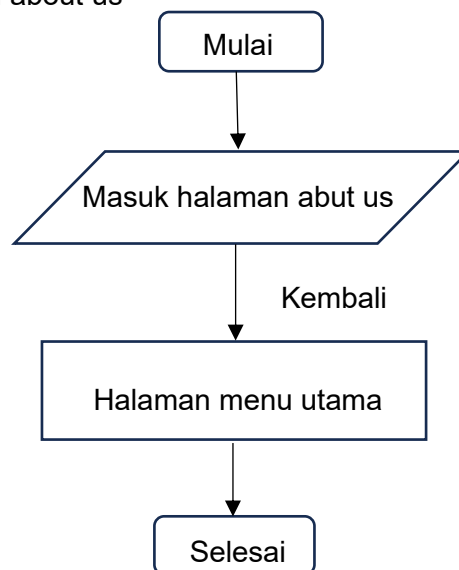 about us
Mulai
Masuk halaman abut us
Kembali
Halaman menu utama
Selesai